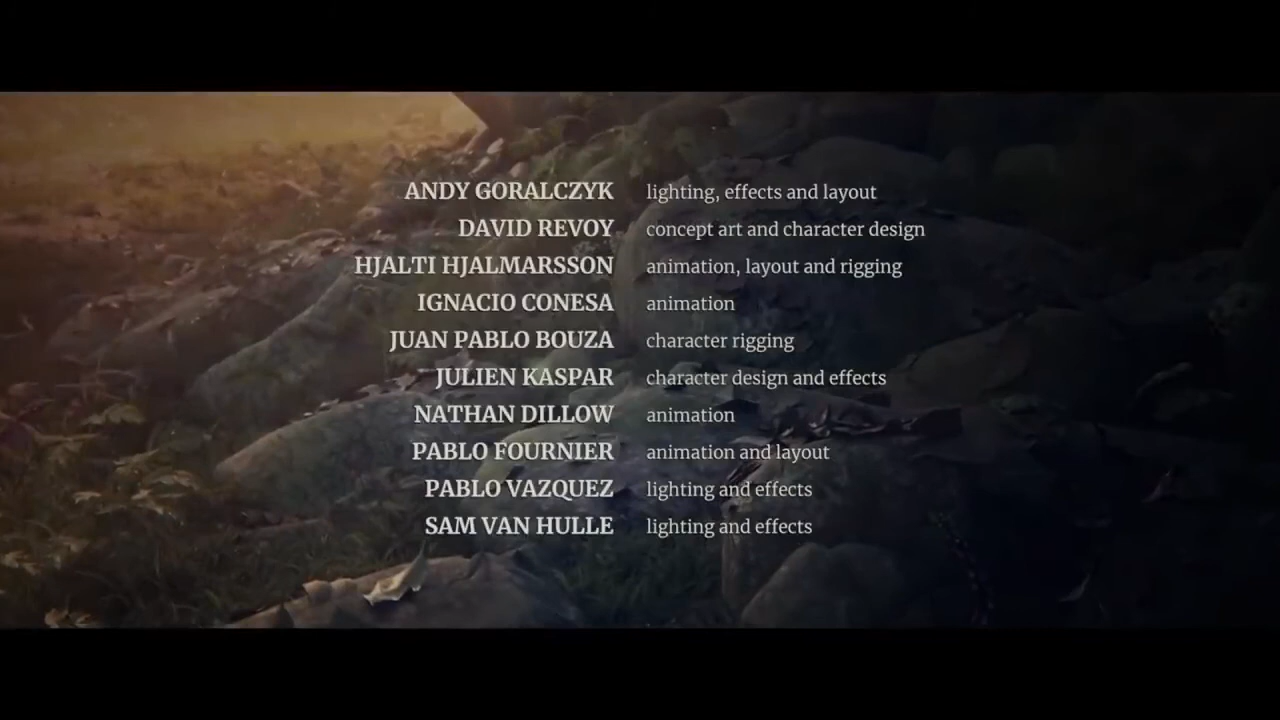 ANDY GORALCZYK lighting, effects and layout
DAVID REVOY concept art and character design
HJALTI HJALMARSSON animation, layout and rigging
IGNACIO CONESA animation
JUAN PABLO BOUZA character rigging
JULIEN KASPAR character design and effects
NATHAN DILLOW animation
PABLO FOURNIER animation and layout
PABLO VAZQUEZ lighting and effects
SAM VAN HULLE lighting and effects